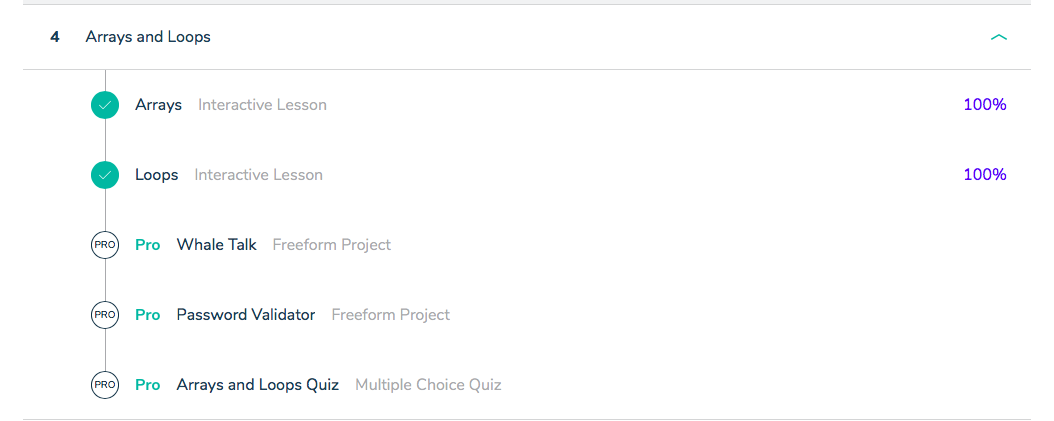 4 Arrays and Loops
Arrays Interactive Lesson 100%
Loops Interactive Lesson 100%
PRO Pro Whale Talk Freeform Project
PRO Pro Password Validator Freeform Project
PRO Pro Arrays and Loops Quiz Multiple Choice Quiz